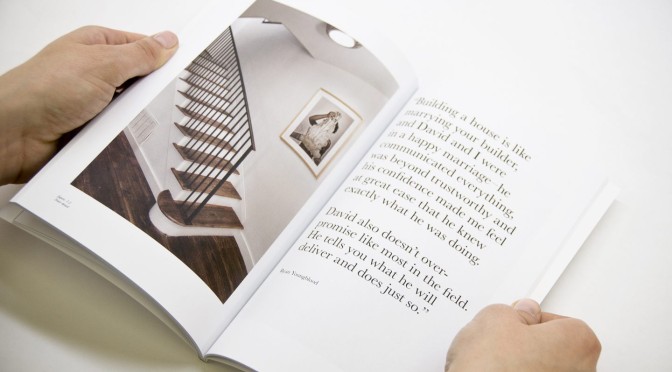 “Building a house is like
marrying your builder,
and David and I were
in a happy marriage: he
communicated everything,
was beyond trustworthy and
his confidence made me feel
at great ease that he knew
exactly what he was doing.
David also doesn’t over-
promise like most in the field.
He tells you what he will
deliver and does just so.”